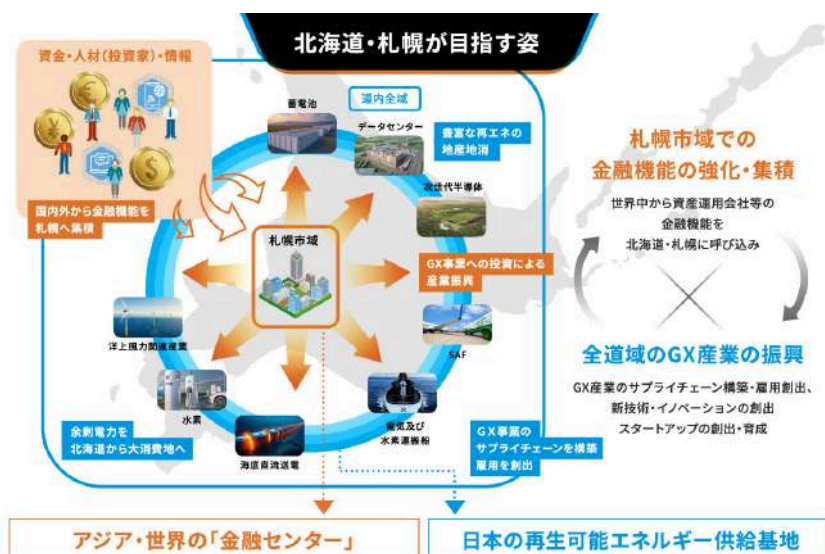 北海道・札幌が目指す姿
資金・人材(投資家)・情報
国内外から金融機能を
札幌へ集積
蓄電池
道内全域
データセンター
豊富な再エネの
地産地消
次世代半導体
札幌市域
GX事業への投資による
産業振興
洋上風力関連産業
SAF
水素
電気及び
水素運搬船
海底直流送電
余剰電力を
北海道から大消費地へ
GX事業の
サプライチェーンを構築
雇用を創出
札幌市域での
金融機能の強化・集積
世界中から資産運用会社等の
金融機能を
北海道・札幌に呼び込み
全道域のGX産業の振興
GX産業のサプライチェーン構築・雇用創出、
新技術・イノベーションの創出
スタートアップの創出・育成
アジア・世界の「金融センター」
日本の再生可能エネルギー供給基地